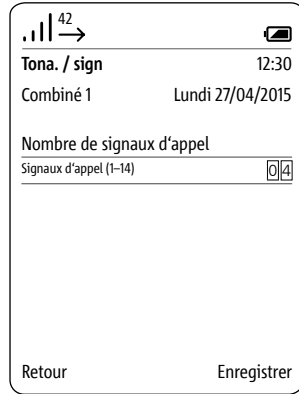 42
Tona. / sign 12:30
Combiné 1 Lundi 27/04/2015
Nombre de signaux d‘appel
Signaux d‘appel (1–14) 04
Retour Enregistrer